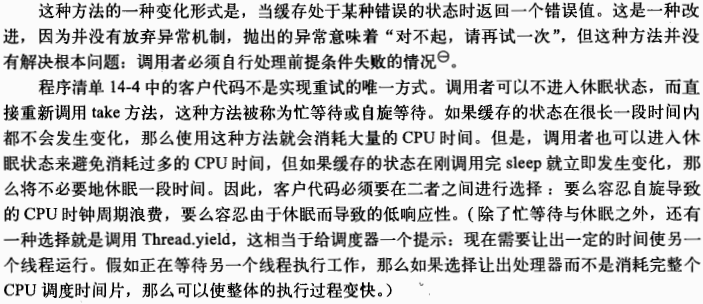 这种方法的一种变化形式是，当缓存处于某种错误的状态时返回一个错误值。这是一种改
进，因为并没有放弃异常机制，抛出的异常意味着“对不起，请再试一次”，但这种方法并没
有解决根本问题：调用者必须自行处理前提条件失败的情况⊖。
程序清单 14-4 中的客户代码不是实现重试的唯一方式。调用者可以不进入休眠状态，而直
接重新调用 take 方法，这种方法被称为忙等待或自旋等待。如果缓存的状态在很长一段时间内
都不会发生变化，那么使用这种方法就会消耗大量的 CPU 时间。但是，调用者也可以进入休
眠状态来避免消耗过多的 CPU 时间，但如果缓存的状态在刚调用完 sleep 就立即发生变化，那
么将不必要地休眠一段时间。因此，客户代码必须要在二者之间进行选择：要么容忍自旋导致
的 CPU 时钟周期浪费，要么容忍由于休眠而导致的低响应性。（除了忙等待与休眠之外，还有
一种选择就是调用 Thread.yield，这相当于给调度器一个提示：现在需要让出一定的时间使另一
个线程运行。假如正在等待另一个线程执行工作，那么如果选择让出处理器而不是消耗完整个
CPU 调度时间片，那么可以使整体的执行过程变快。）